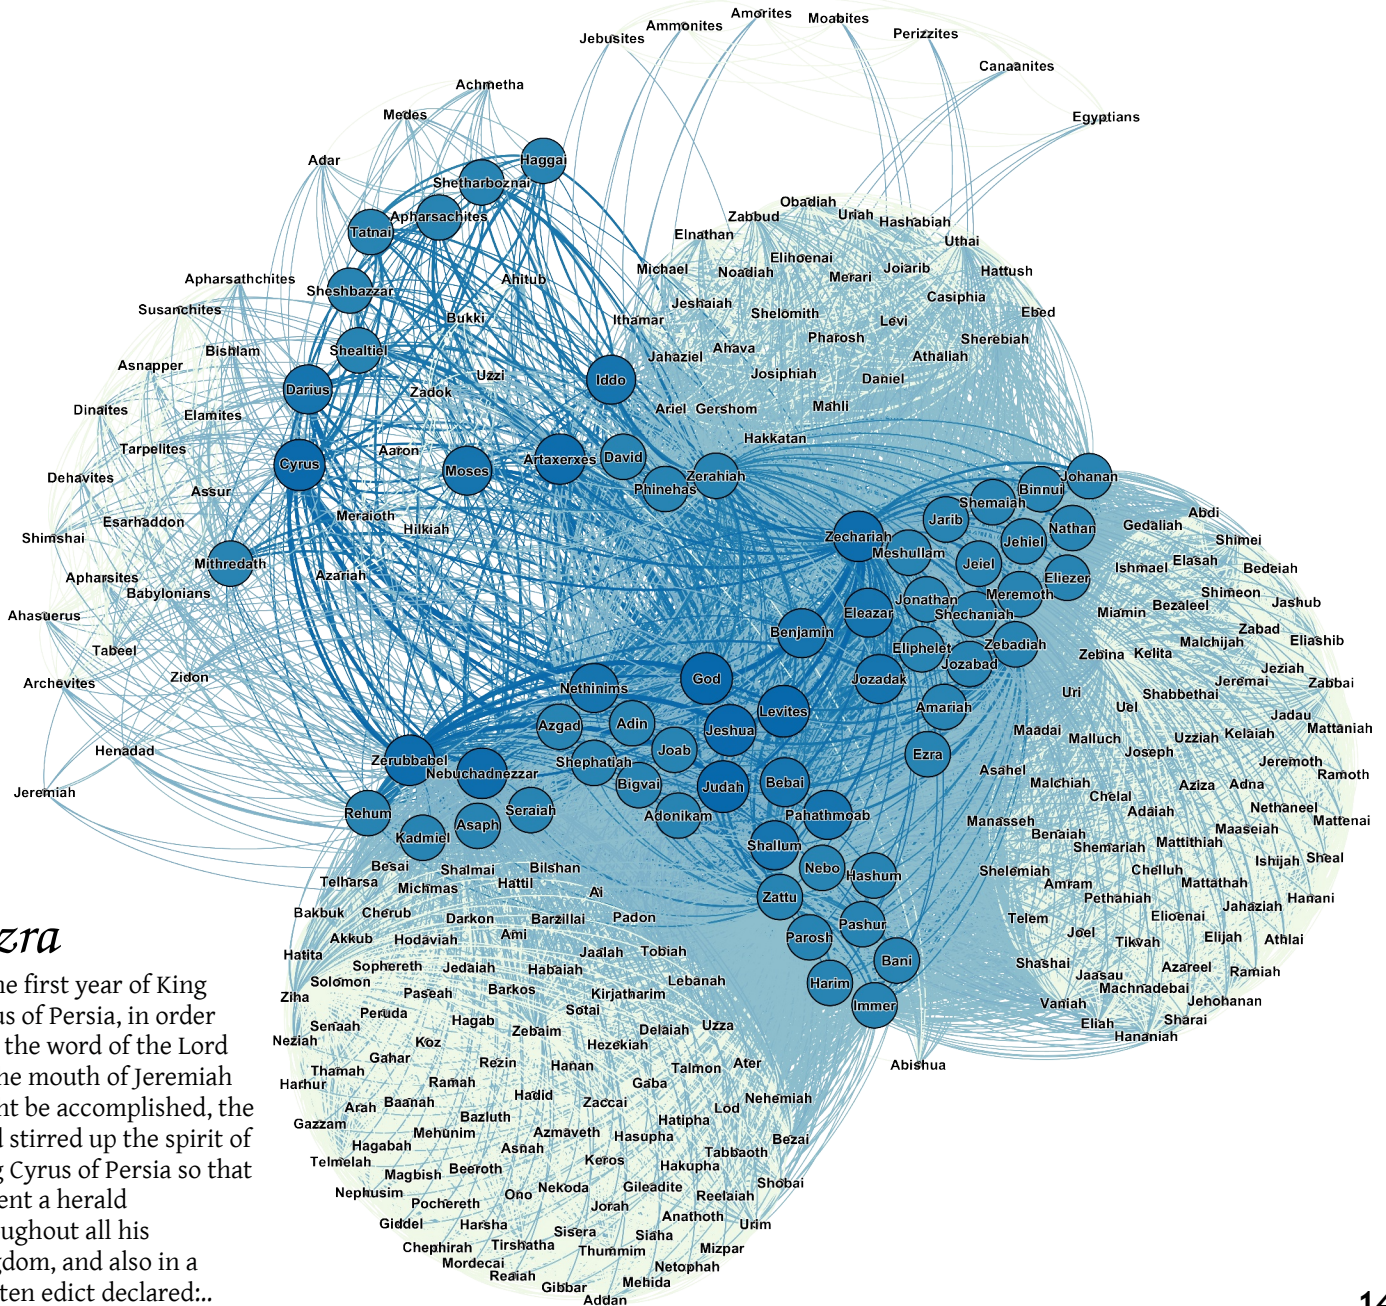 Amorites
Moabites
Ammonites
Perizzites
Jebusites
Canaanites
Achmetha
Medes
Egyptians
Adar
Haggai
Shetharboznai
Apharsachites
Tatnai
Obadiah
Zabbud
Uriah
Hashabiah
Elnathan
Uthai
Elihoenai
Michael
Noadiah
Merari
Joiarib
Hattush
Apharsathchites
Ahitub
Sheshbazzar
Casiphia
Susanchites
Jeshaiah
Shelomith
Ebed
Bukki
Ithamar
Levi
Pharosh
Sherebiah
Bishlam
Shealtiel
Ahava
Jahaziel
Athaliah
Asnapper
Uzzi
Josiphiah
Daniel
Iddo
Darius
Zadok
Dinaites
Elamites
Ariel
Gershom
Mahli
Hakkatan
Tarpelites
Aaron
Cyrus
Moses
Artaxerxes
David
Dehavites
Zerahiah
Johanan
Phinehas
Binnui
Assur
Shemaiah
Meraioth
Jarib
Abdi
Esarhaddon
Hilkiah
Nathan
Gedaliah
Shimshai
Zechariah
Jehiel
Shimei
Meshullam
Mithredath
Jeiel
Ishmael
Elasah
Bedeiah
Apharsites
Azariah
Eliezer
Babylonians
Meremoth
Shimeon
Jonathan
Jashub
Bezaleel
Ahasuerus
Eleazar
Shechaniah
Miamin
Benjamin
Zabad
Eliashib
Malchijah
Zebadiah
Eliphelet
Tabeel
Zebina
Kelita
Jozabad
Jeziah
Archevites
Zidon
God
Jozadak
Jeremai
Zabbai
Nethinims
Uri
Shabbethai
Levites
Amariah
Uel
Jadau
Azgad
Adin
Jeshua
Maadai
Mattaniah
Malluch
Uzziah
Kelaiah
Henadad
Joab
Joseph
Ezra
Zerubbabel
Shephatiah
Jeremoth
Nebuchadnezzar
Asahel
Ramoth
Bebai
Malchiah
Bigvai
Judah
Aziza
Adna
Jeremiah
Chelal
Rehum
Seraiah
Adonikam
Pahathmoab
Adaiah
Nethaneel
Asaph
Manasseh
Mattenai
Kadmiel
Benaiah
Maaseiah
Shallum
Shemariah
Mattithiah
Besai
Shalmai
Bilshan
Nebo
Hashum
Ishijah
Sheal
Telharsa
Michmas
Hattil
Shelemiah
Chelluh
Ai
Amram
Mattathah
Zattu
Pethahiah
Hanani
Bakbuk
Cherub
Darkon
Barzillai
Padon
Jahaziah
Telem
Elioenai
Pashur
Akkub
Hodaviah
Ami
Parosh
Joel
Tikvah
Elijah
Athlai
Hatita
Jaalah
Tobiah
Bani
Shashai
Sophereth
Jedaiah
Habaiah
Azareel
Ramiah
Solomon
Lebanah
Harim
Jaasau
Machnadebai
Ziha
Paseah
Barkos
Kirjatharim
Vaniah
Jehohanan
Peruda
Sotai
Immer
Senaah
Hagab
Zebaim
Delaiah
Uzza
Eliah
Sharai
Neziah
Koz
Hezekiah
Hananiah
Gahar
Rezin
Hanan
Talmon
Ater
Abishua
Thamah
Harhur
Ramah
Gaba
Arah
Baanah
Hadid
Zaccai
Lod
Nehemiah
Gazzam
Bazluth
Hatipha
Hagabah
Mehunim
Azmaveth
Hasupha
Bezai
Asnah
Tabbaoth
Telmelah
Magbish
Beeroth
Keros
Hakupha
Nephusim
Ono
Nekoda
Gileadite
Reelaiah
Shobai
Pochereth
Jorah
Giddel
Harsha
Anathoth
Urim
Sisera
Siaha
Chephirah
Tirshatha
Thummim
Mizpar
Mordecai
Netophah
Reaiah
Gibbar
Mehida
Addan
zra
ne first year of King
us of Persia, in order
the word of the Lord
ne mouth of Jeremiah
nt be accomplished, the
d stirred up the spirit of
g Cyrus of Persia so that
ent a herald
oughout all his
gdom, and also in a
ten edict declared:..
14